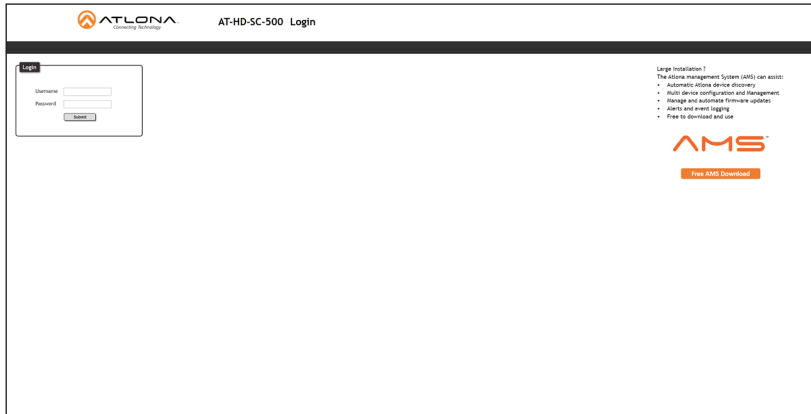 ATLONA
Connecting Technology
AT-HD-SC-500 Login
Login
Username
Password
Submit
Large Installation ?
The Atlona management System (AMS) can assist:
• Automatic Atlona device discovery
• Multi device configuration and Management
• Manage and automate firmware updates
• Alerts and event logging
• Free to download and use
AMS™
Free AMS Download